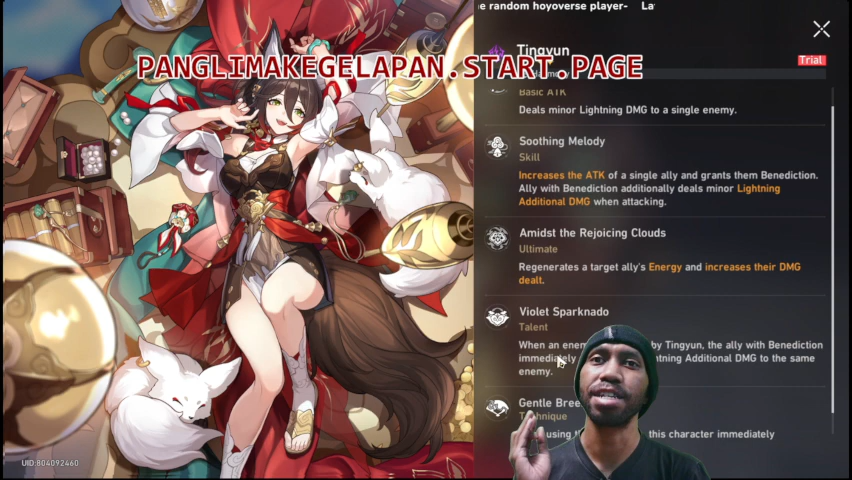 e random hoyoverse player-
PANGLIMAKEGELAPAN.START.PAGE
Tingyun
Trial
Basic ATK
Deals minor Lightning DMG to a single enemy.
Soothing Melody
Skill
Increases the ATK of a single ally and grants them Benediction.
Ally with Benediction additionally deals minor Lightning
Additional DMG when attacking.
Amidst the Rejoicing Clouds
Ultimate
Regenerates a target ally's Energy and increases their DMG
dealt.
Violet Sparknado
Talent
When an enem by Tingyun, the ally with Benediction
immediately Additional DMG to the same
enemy.
Gentle Bree
Technique
using this character immediately
UID:804092460